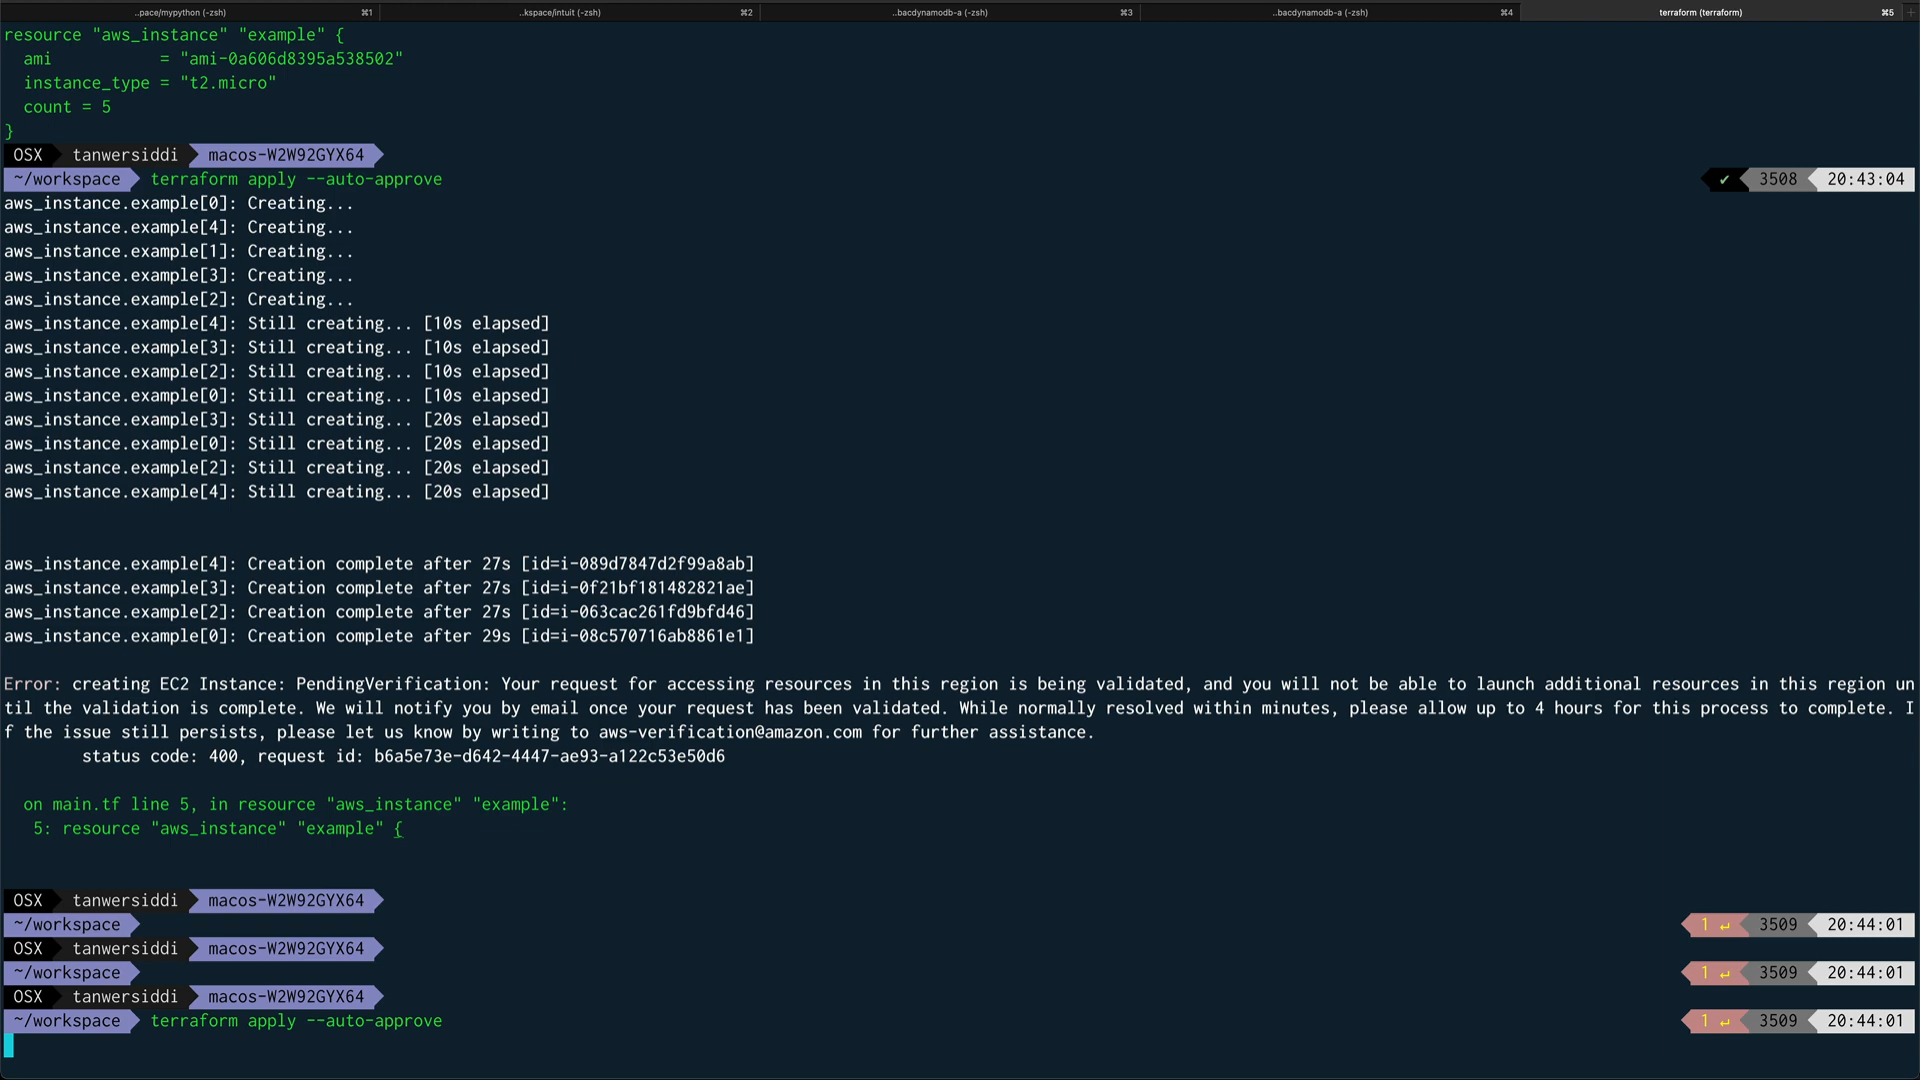 ..pace/mypython (-zsh) ⌘1 ..kspace/intuit (-zsh) ⌘2 ..bacdynamodb-a (-zsh) ⌘3 ..bacdynamodb-a (-zsh) ⌘4 terraform (terraform) ⌘5 +
resource "aws_instance" "example" {
  ami           = "ami-0a606d8395a538502"
  instance_type = "t2.micro"
  count = 5
}
OSX tanwersiddi macos-W2W92GYX64
~/workspace terraform apply --auto-approve ✔ 3508 20:43:04
aws_instance.example[0]: Creating...
aws_instance.example[4]: Creating...
aws_instance.example[1]: Creating...
aws_instance.example[3]: Creating...
aws_instance.example[2]: Creating...
aws_instance.example[4]: Still creating... [10s elapsed]
aws_instance.example[3]: Still creating... [10s elapsed]
aws_instance.example[2]: Still creating... [10s elapsed]
aws_instance.example[0]: Still creating... [10s elapsed]
aws_instance.example[3]: Still creating... [20s elapsed]
aws_instance.example[0]: Still creating... [20s elapsed]
aws_instance.example[2]: Still creating... [20s elapsed]
aws_instance.example[4]: Still creating... [20s elapsed]
aws_instance.example[4]: Creation complete after 27s [id=i-089d7847d2f99a8ab]
aws_instance.example[3]: Creation complete after 27s [id=i-0f21bf181482821ae]
aws_instance.example[2]: Creation complete after 27s [id=i-063cac261fd9bfd46]
aws_instance.example[0]: Creation complete after 29s [id=i-08c570716ab8861e1]
Error: creating EC2 Instance: PendingVerification: Your request for accessing resources in this region is being validated, and you will not be able to launch additional resources in this region un
til the validation is complete. We will notify you by email once your request has been validated. While normally resolved within minutes, please allow up to 4 hours for this process to complete. I
f the issue still persists, please let us know by writing to aws-verification@amazon.com for further assistance.
        status code: 400, request id: b6a5e73e-d642-4447-ae93-a122c53e50d6
  on main.tf line 5, in resource "aws_instance" "example":
   5: resource "aws_instance" "example" {
OSX tanwersiddi macos-W2W92GYX64
~/workspace 1 ↵ 3509 20:44:01
OSX tanwersiddi macos-W2W92GYX64
~/workspace 1 ↵ 3509 20:44:01
OSX tanwersiddi macos-W2W92GYX64
~/workspace terraform apply --auto-approve 1 ↵ 3509 20:44:01